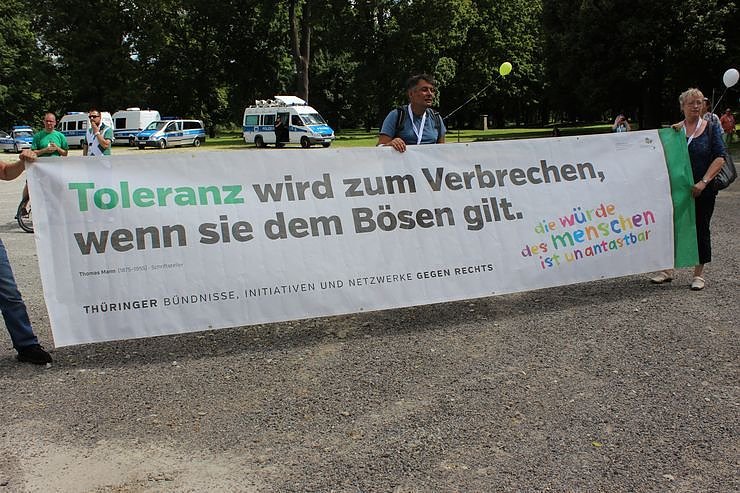 Toleranz wird zum Verbrechen,
wenn sie dem Bösen gilt.
Thomas Mann (1875-1955) - Schriftsteller
die würde
des menschen
ist unantastbar
THÜRINGER BÜNDNISSE, INITIATIVEN UND NETZWERKE GEGEN RECHTS